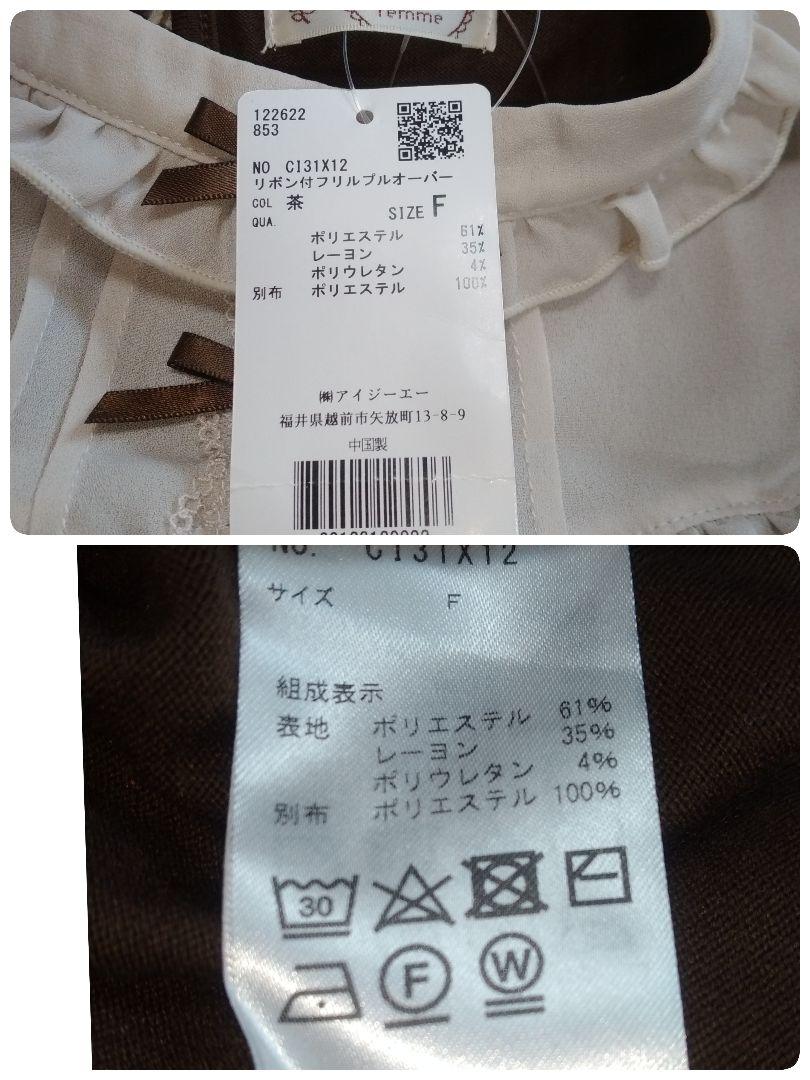 femme
122622
853
NO CI31X12
リボン付フリルプルオーバー
COL 茶
SIZE F
QUA.
ポリエステル 61%
レーヨン 35%
ポリウレタン 4%
別布 ポリエステル 100%
㈱アイジーエー
福井県越前市矢放町13-8-9
中国製
NO. CI31X12
サイズ F
組成表示
表地 ポリエステル 61%
レーヨン 35%
ポリウレタン 4%
別布 ポリエステル 100%
30
F
W